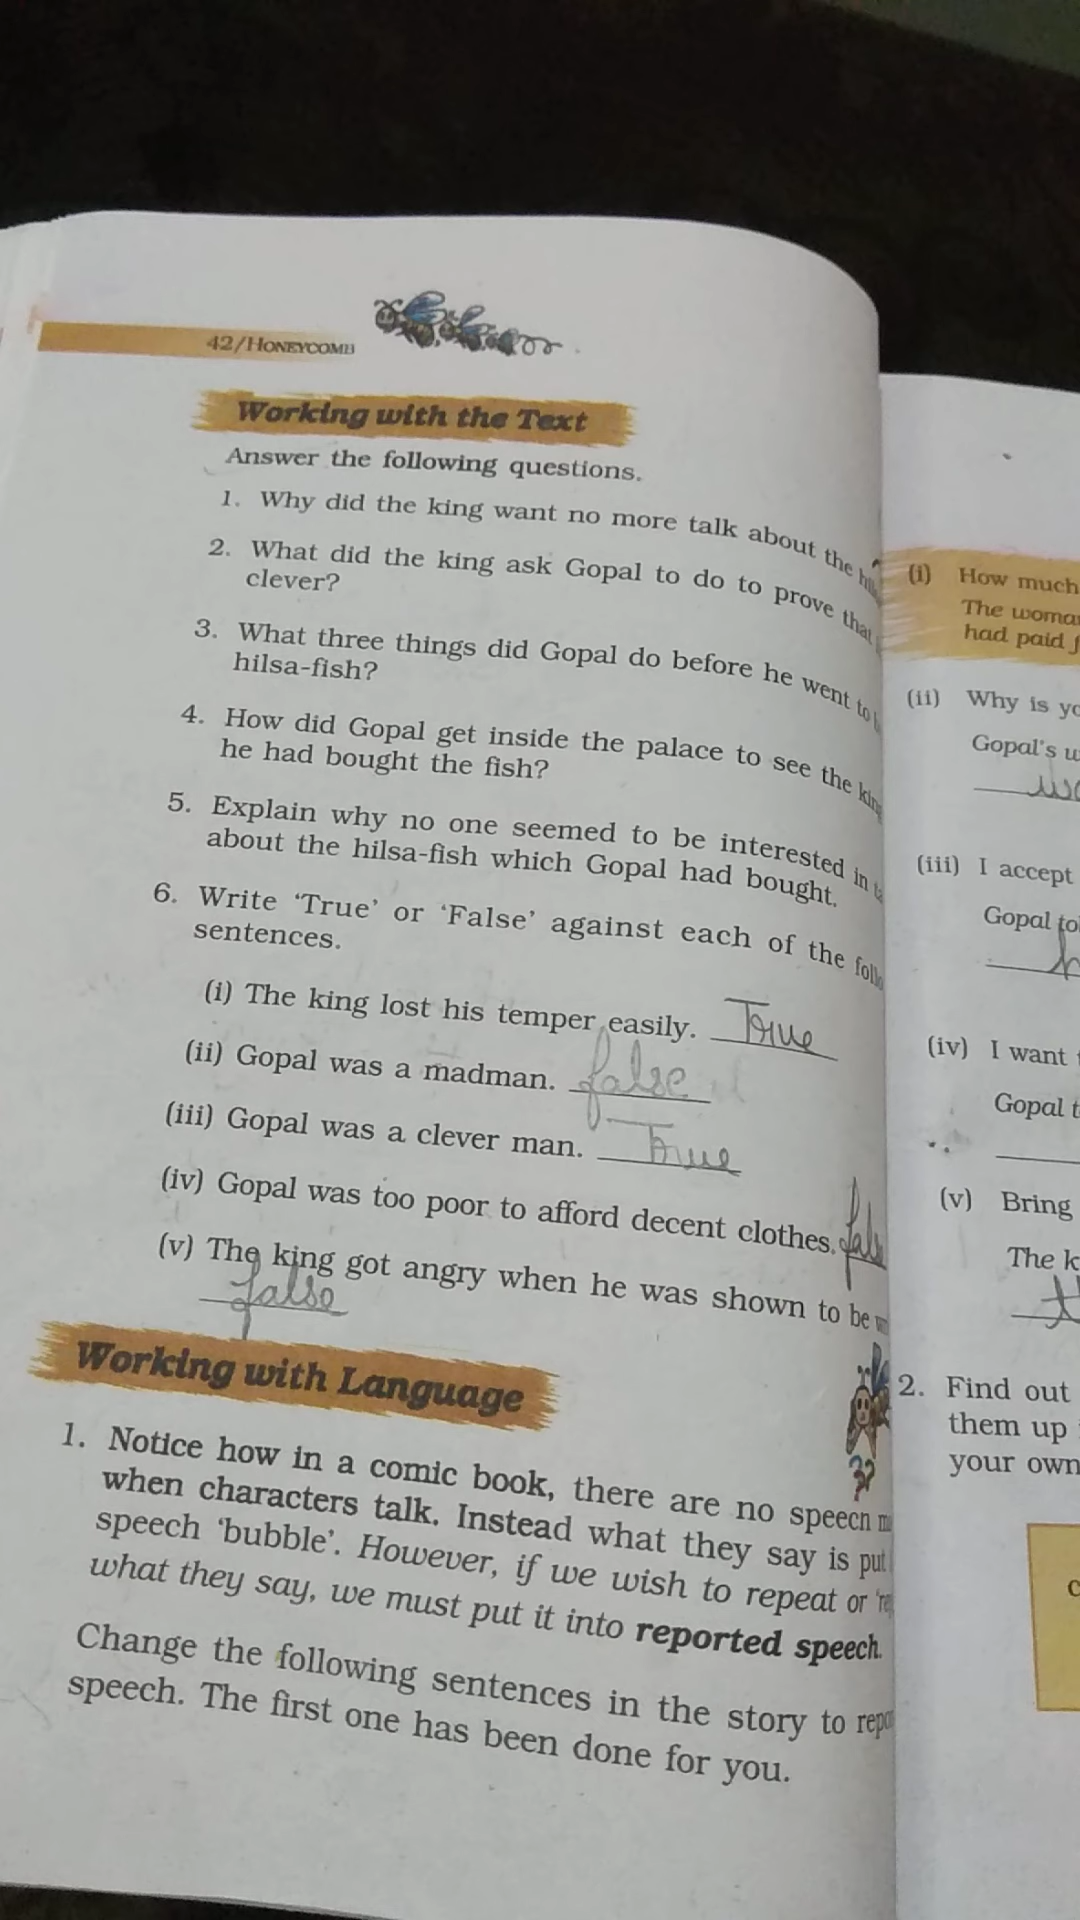 42/HONEYCOMB
Working with the Text
Answer the following questions.
1. Why did the king want no more talk about the
2. What did the king ask Gopal to do to prove that
clever?
3. What three things did Gopal do before he went to
hilsa-fish?
4. How did Gopal get inside the palace to see the king
he had bought the fish?
5. Explain why no one seemed to be interested in
about the hilsa-fish which Gopal had bought.
6. Write ‘True’ or ‘False’ against each of the
sentences.
(i) The king lost his temper easily. True
(ii) Gopal was a madman. false
(iii) Gopal was a clever man. True
(iv) Gopal was too poor to afford decent clothes.
(v) The king got angry when he was shown to be
false
Working with Language
1. Notice how in a comic book, there are no speech
when characters talk. Instead what they say is put
speech ‘bubble’. However, if we wish to repeat or
what they say, we must put it into reported speech.
Change the following sentences in the story to
speech. The first one has been done for you.
(i) How much
The
had paid
(ii) Why is
Gopal's
(iii) I accept
Gopal
(iv) I want
Gopal
(v) Bring
The
2. Find out
them up
your own